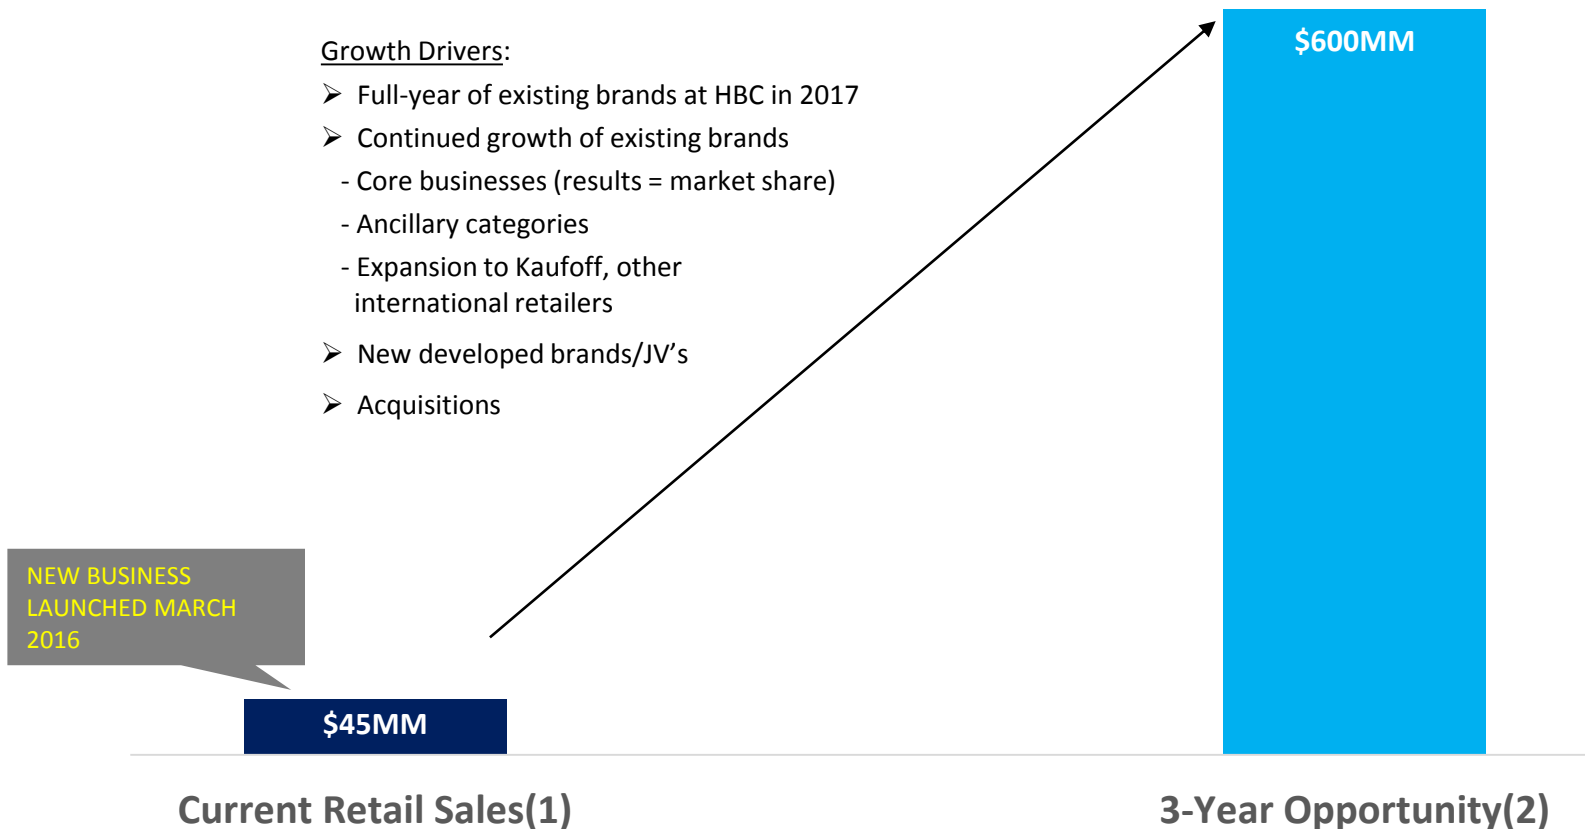 Growth Drivers:
➢ Full-year of existing brands at HBC in 2017
➢ Continued growth of existing brands
- Core businesses (results = market share)
- Ancillary categories
- Expansion to Kaufoff, other
international retailers
➢ New developed brands/JV’s
➢ Acquisitions
$600MM
NEW BUSINESS
LAUNCHED MARCH
2016
$45MM
Current Retail Sales(1)
3-Year Opportunity(2)